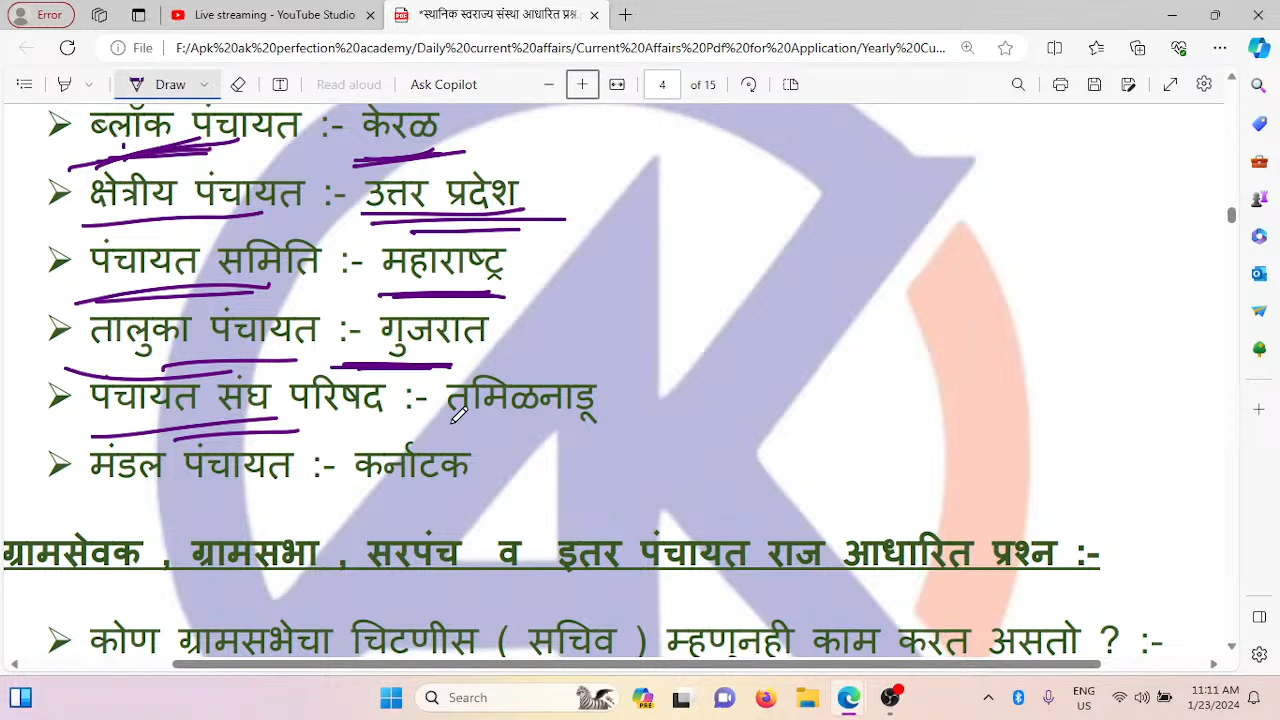 Error
Live streaming - YouTube Studio
*स्थानिक स्वराज्य संस्था आधारित प्रश्न.
File
F:/Apk%20ak%20perfection%20academy/Daily%20current%20affairs/Current%20Affairs%20Pdf%20for%20Application/Yearly%20Cu...
Draw
Read aloud
Ask Copilot
4 of 15
➤ ब्लॉक पंचायत :- केरळ
➤ क्षेत्रीय पंचायत :- उत्तर प्रदेश
➤ पंचायत समिति :- महाराष्ट्र
➤ तालुका पंचायत :- गुजरात
➤ पंचायत संघ परिषद :- तमिळनाडू
➤ मंडल पंचायत :- कर्नाटक
ग्रामसेवक , ग्रामसभा , सरपंच व इतर पंचायत राज आधारित प्रश्न :-
➤ कोण ग्रामसभेचा चिटणीस ( सचिव ) म्हणूनही काम करत असतो ? :-
Search
PRE
ENG
US
11:11 AM
1/23/2024